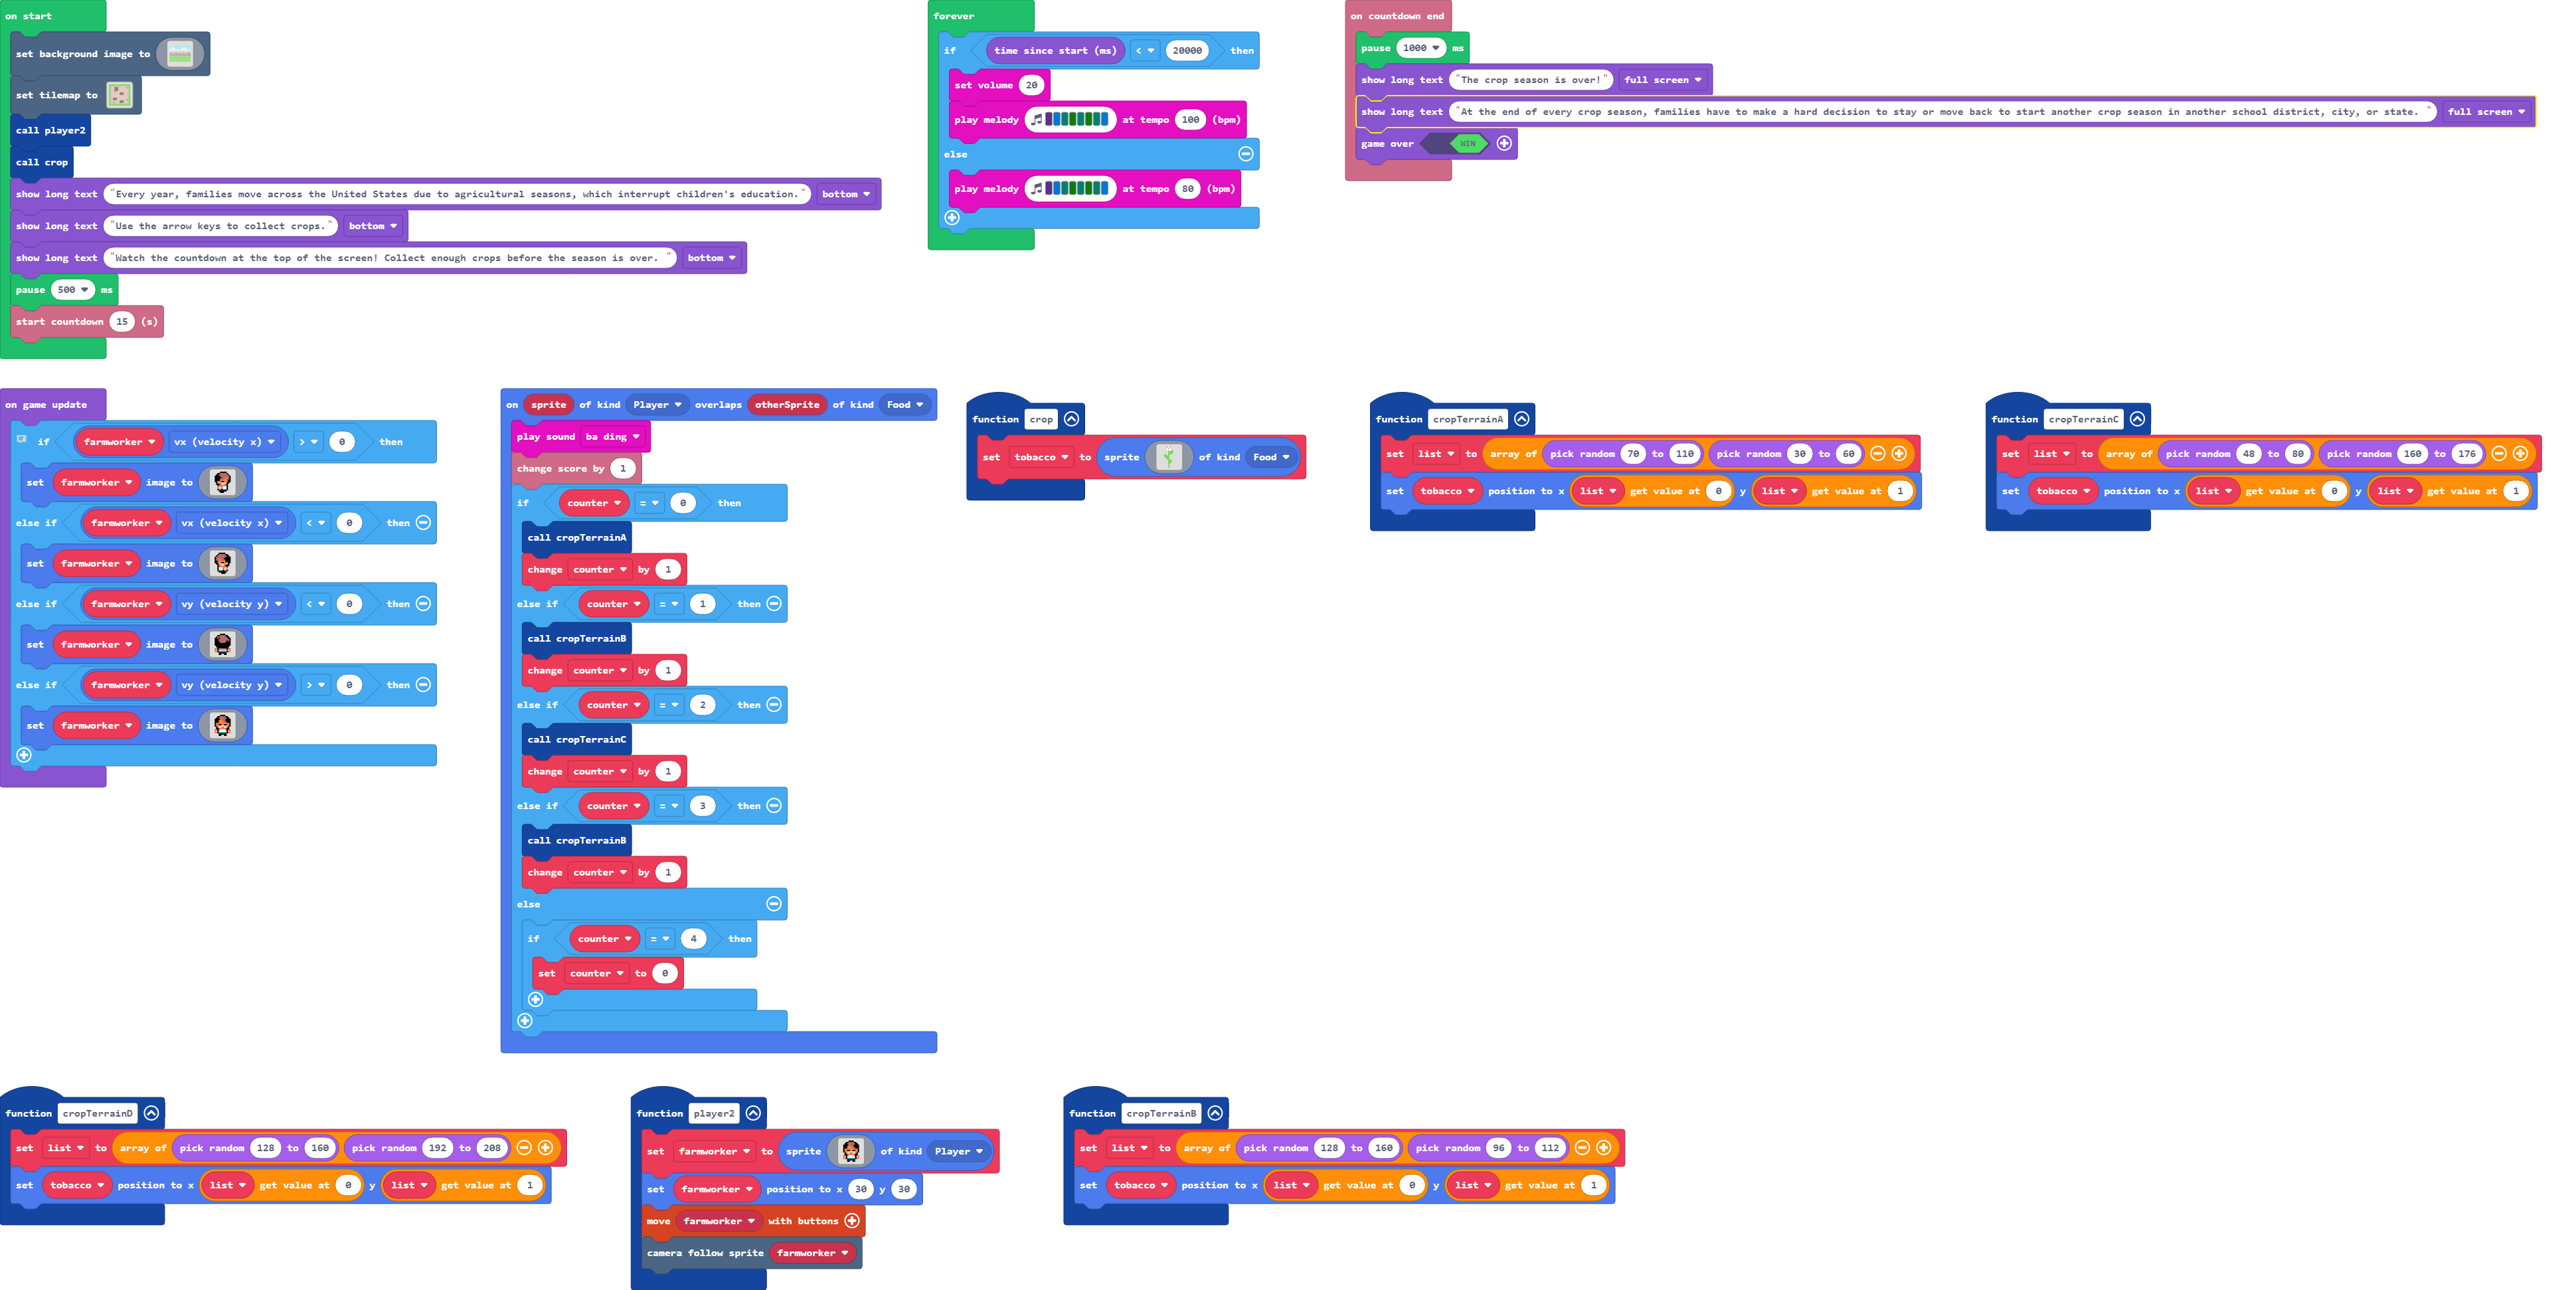 on start
set background image to
set tilemap to
call player2
call crop
show long text "Every year, families move across the United States due to agricultural seasons, which interrupt children's education." bottom
show long text "Use the arrow keys to collect crops." bottom
show long text "Watch the countdown at the top of the screen! Collect enough crops before the season is over. " bottom
pause 500 ms
start countdown 15 (s)
forever
if time since start (ms) < 20000 then
set volume 20
play melody at tempo 100 (bpm)
else
play melody at tempo 80 (bpm)
on countdown end
pause 1000 ms
show long text "The crop season is over!" full screen
show long text "At the end of every crop season, families have to make a hard decision to stay or move back to start another crop season in another school district, city, or state. " full screen
game over WIN
on game update
if farmworker vx (velocity x) > 0 then
set farmworker image to
else if farmworker vx (velocity x) < 0 then
set farmworker image to
else if farmworker vy (velocity y) < 0 then
set farmworker image to
else if farmworker vy (velocity y) > 0 then
set farmworker image to
on sprite of kind Player overlaps otherSprite of kind Food
play sound ba ding
change score by 1
if counter = 0 then
call cropTerrainA
change counter by 1
else if counter = 1 then
call cropTerrainB
change counter by 1
else if counter = 2 then
call cropTerrainC
change counter by 1
else if counter = 3 then
call cropTerrainB
change counter by 1
else
if counter = 4 then
set counter to 0
function crop
set tobacco to sprite of kind Food
function cropTerrainA
set list to array of pick random 70 to 110 pick random 30 to 60
set tobacco position to x list get value at 0 y list get value at 1
function cropTerrainC
set list to array of pick random 48 to 80 pick random 160 to 176
set tobacco position to x list get value at 0 y list get value at 1
function cropTerrainD
set list to array of pick random 128 to 160 pick random 192 to 208
set tobacco position to x list get value at 0 y list get value at 1
function player2
set farmworker to sprite of kind Player
set farmworker position to x 30 y 30
move farmworker with buttons
camera follow sprite farmworker
function cropTerrainB
set list to array of pick random 128 to 160 pick random 96 to 112
set tobacco position to x list get value at 0 y list get value at 1